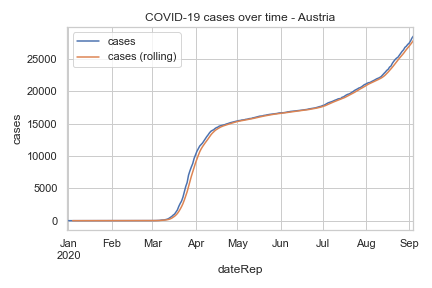 COVID-19 cases over time - Austria
cases
cases (rolling)
25000
20000
15000
10000
5000
0
cases
Jan Feb Mar Apr May Jun Jul Aug Sep
2020
dateRep